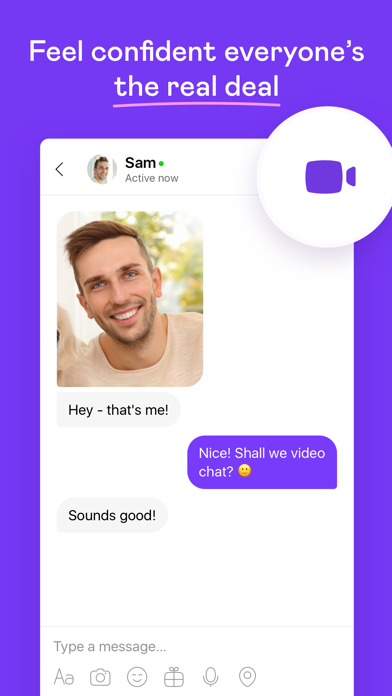 Feel confident everyone’s
the real deal
Sam
Active now
Hey - that's me!
Nice! Shall we video
chat? 🙂
Sounds good!
Type a message...
Aa